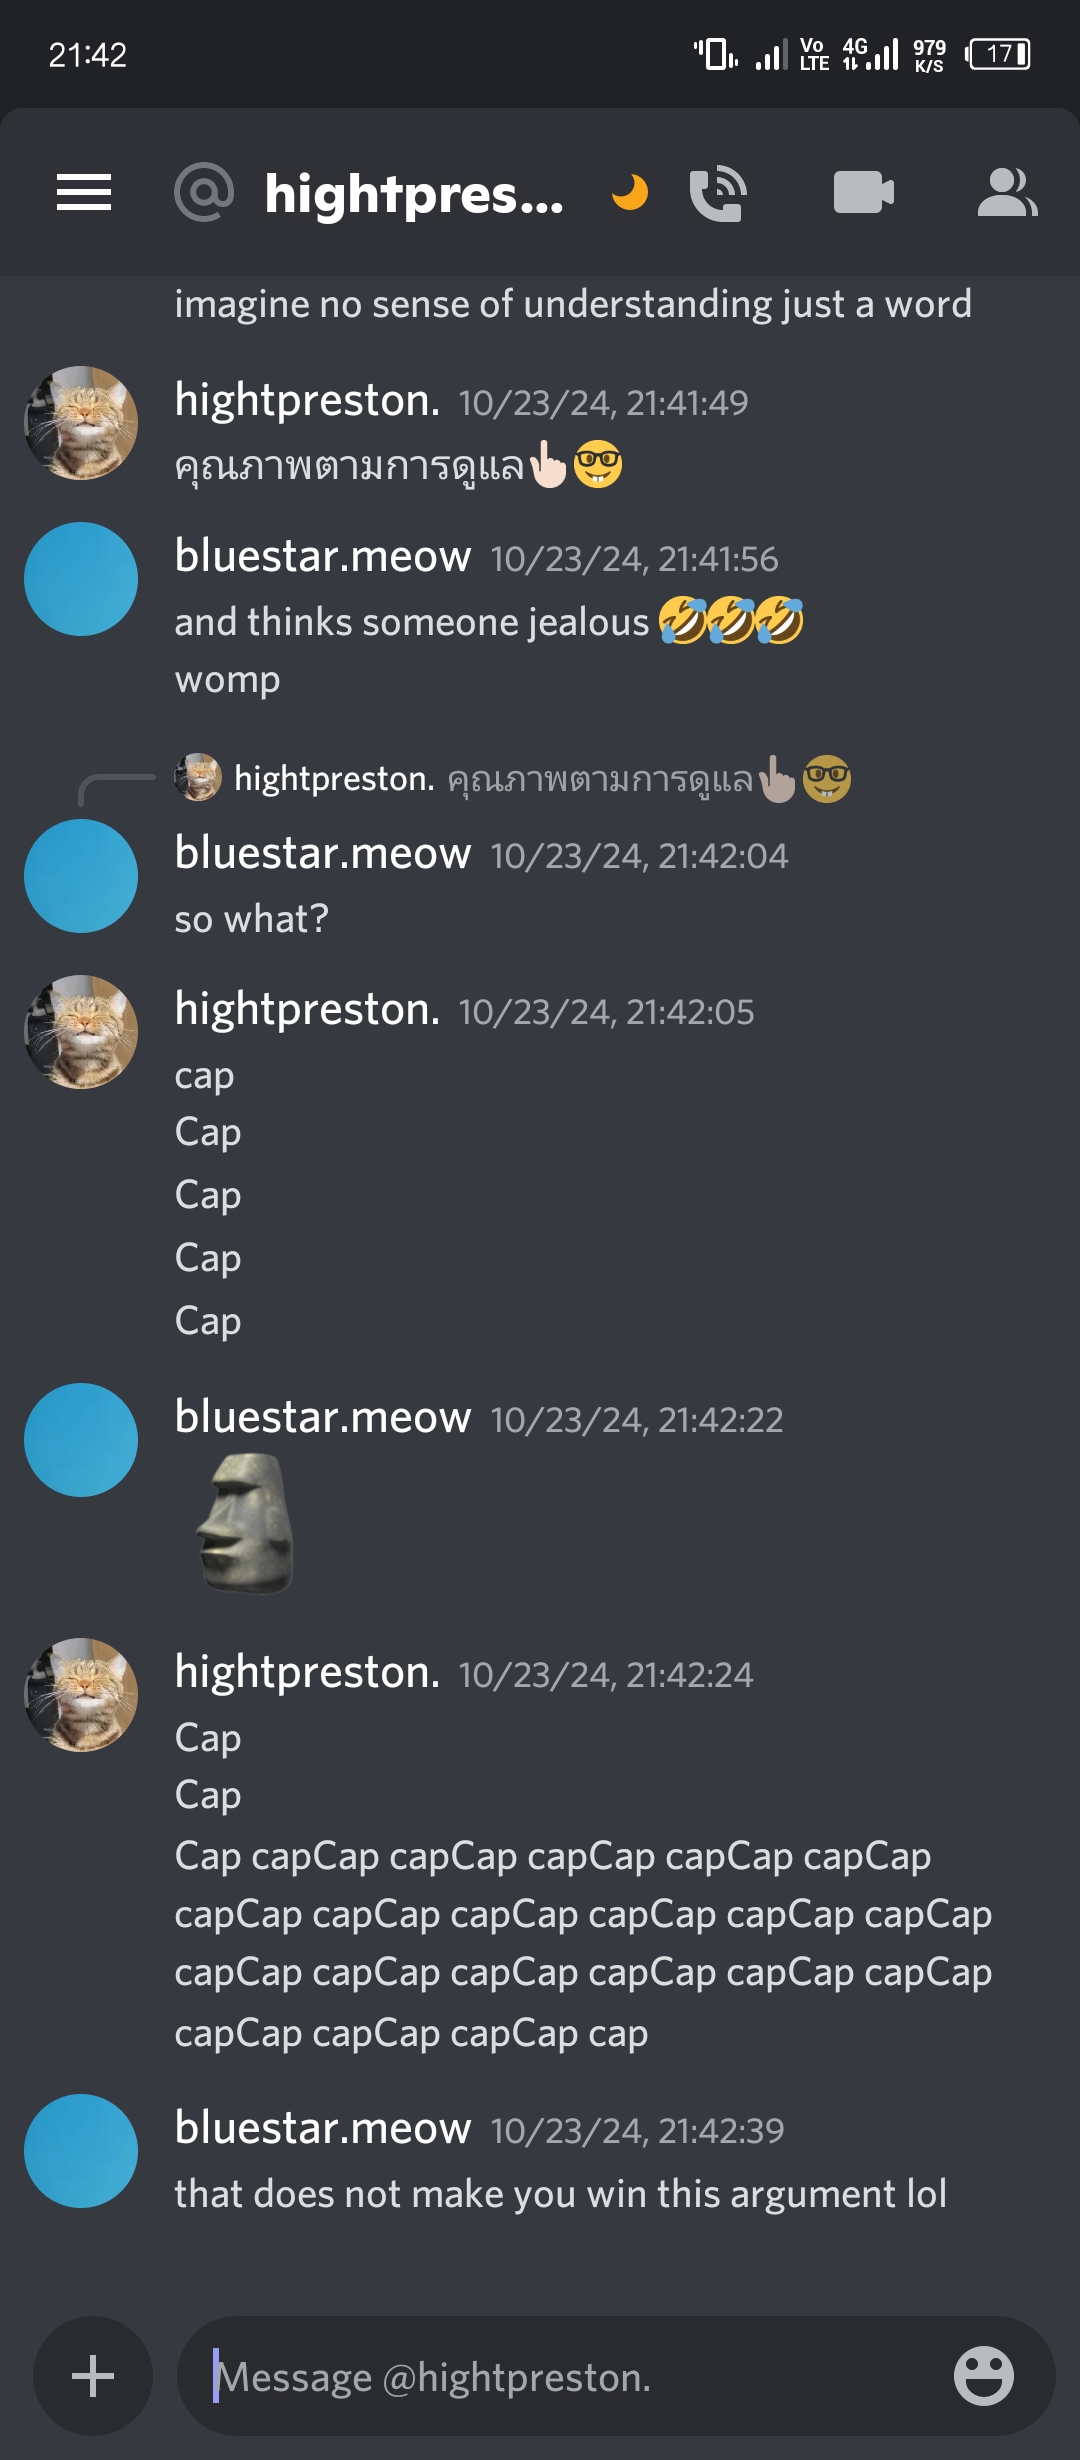 21:42
Vo LTE 4G 979 K/S 17
hightpres...
imagine no sense of understanding just a word
hightpreston. 10/23/24, 21:41:49
คุณภาพตามการดูแล👆🏻🤓
bluestar.meow 10/23/24, 21:41:56
and thinks someone jealous 🤣🤣🤣
womp
hightpreston. คุณภาพตามการดูแล👆🏻🤓
bluestar.meow 10/23/24, 21:42:04
so what?
hightpreston. 10/23/24, 21:42:05
cap
Cap
Cap
Cap
Cap
bluestar.meow 10/23/24, 21:42:22
🗿
hightpreston. 10/23/24, 21:42:24
Cap
Cap
Cap capCap capCap capCap capCap capCap
capCap capCap capCap capCap capCap capCap
capCap capCap capCap capCap capCap capCap
capCap capCap capCap cap
bluestar.meow 10/23/24, 21:42:39
that does not make you win this argument lol
Message @hightpreston.